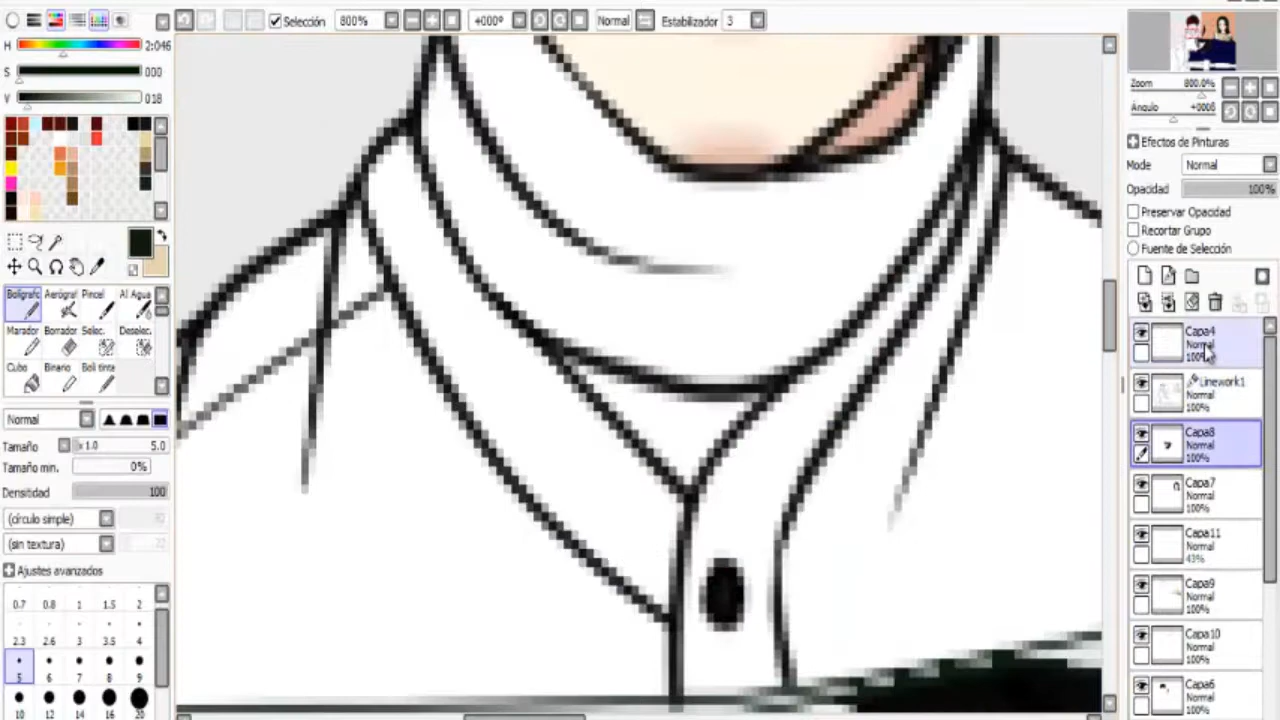 Selección 800% +000º Normal Estabilizador 3
H 2:046
S 000
V 018
Zoom 800.0%
Ángulo +000º
Efectos de Pinturas
Mode Normal
Opacidad 100%
Preservar Opacidad
Recortar Grupo
Fuente de Selección
Bolígrafo Aerógraf Pincel Al Agua
Marador Borrador Selec. Deselec.
Cubo Binario Boli tinta
Normal
Tamaño x 1.0 5.0
Tamaño min. 0%
Densitidad 100
(círculo simple)
(sin textura)
Ajustes avanzados
0.7 0.8 1 1.5 2
2.3 2.6 3 3.5 4
5 6 7 8 9
10 12 14 16 20
Capa4
Normal
100%
Linework1
Normal
100%
Capa8
Normal
100%
Capa7
Normal
100%
Capa11
Normal
43%
Capa9
Normal
100%
Capa10
Normal
100%
Capa6
Normal
100%